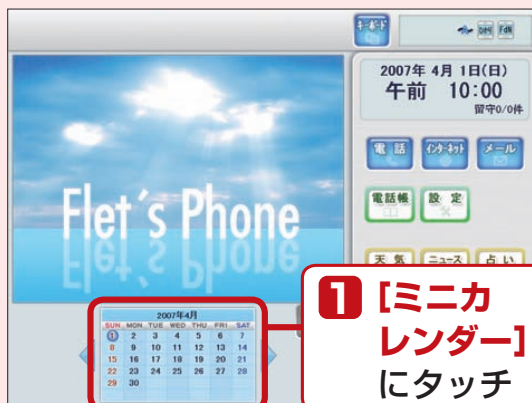 キーボード
2007年 4月 1日(日)
午前 10:00
留守0/0件
電話 インターネット メール
電話帳 設定
天気 ニュース 占い
Flet's Phone
2007年4月
SUN MON TUE WED THU FRI SAT
1 2 3 4 5 6 7
8 9 10 11 12 13 14
15 16 17 18 19 20 21
22 23 24 25 26 27 28
29 30
1 [ミニカ
レンダー]
にタッチ